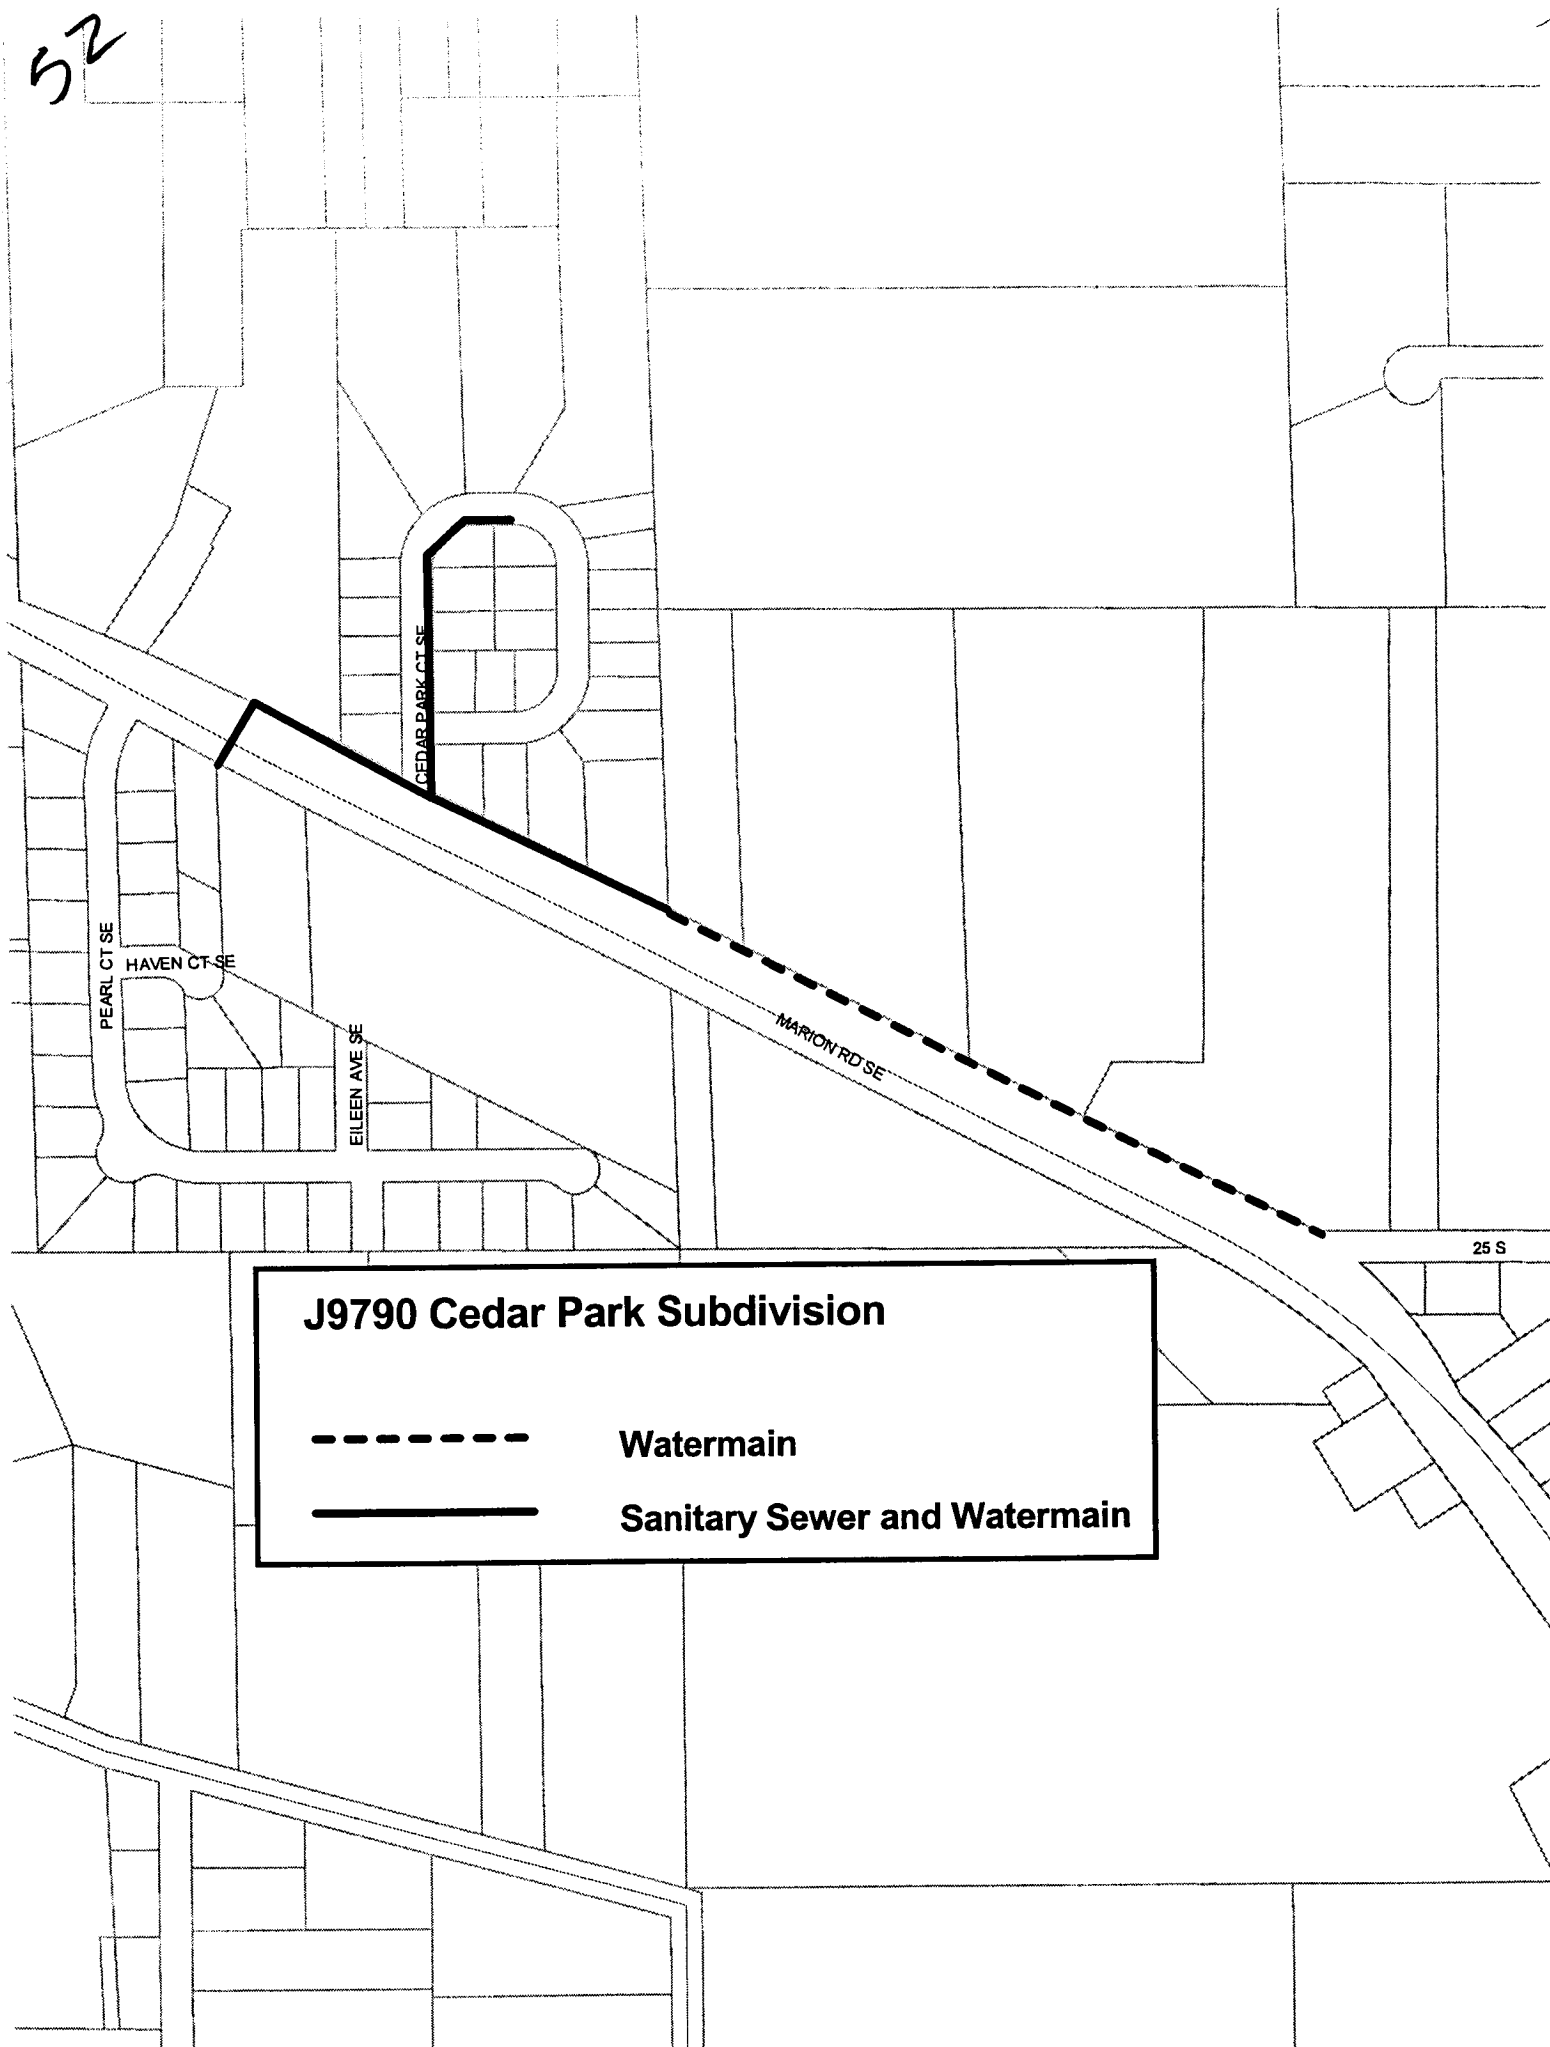 52
CEDAR PARK CT SE
PEARL CT SE
HAVEN CT SE
EILEEN AVE SE
MARION RD SE
25 S
J9790 Cedar Park Subdivision
Watermain
Sanitary Sewer and Watermain